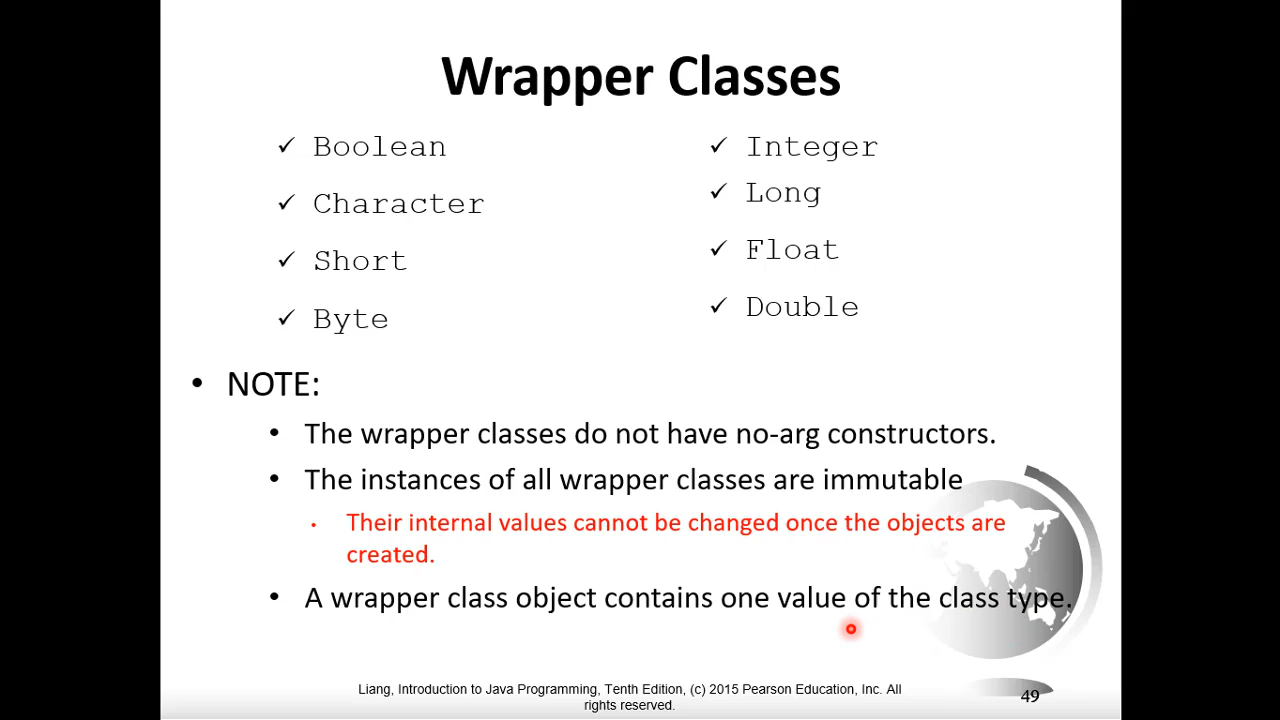 Wrapper Classes
✓ Boolean
✓ Character
✓ Short
✓ Byte
✓ Integer
✓ Long
✓ Float
✓ Double
• NOTE:
• The wrapper classes do not have no-arg constructors.
• The instances of all wrapper classes are immutable
• Their internal values cannot be changed once the objects are
created.
• A wrapper class object contains one value of the class type.
Liang, Introduction to Java Programming, Tenth Edition, (c) 2015 Pearson Education, Inc. All
rights reserved.
49